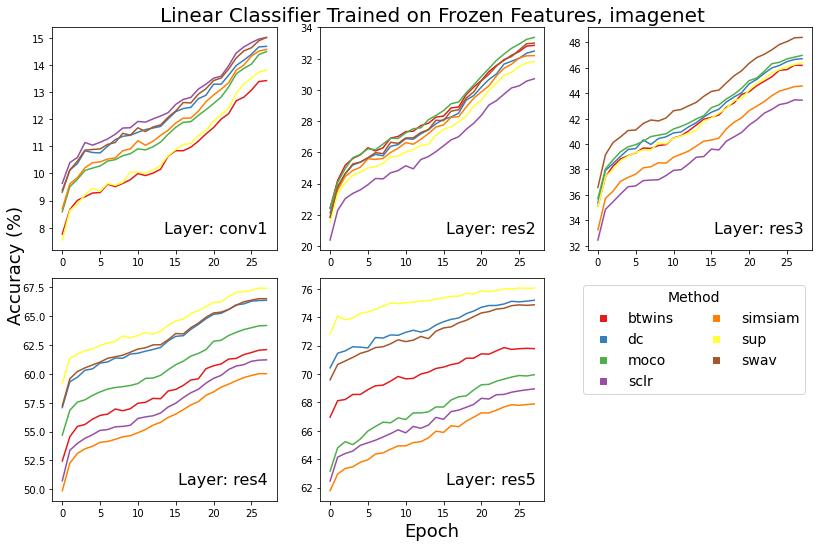 Linear Classifier Trained on Frozen Features, imagenet
Accuracy (%)
15
14
13
12
11
10
9
8
0 5 10 15 20 25
Layer: conv1
34
32
30
28
26
24
22
20
0 5 10 15 20 25
Layer: res2
48
46
44
42
40
38
36
34
32
0 5 10 15 20 25
Layer: res3
67.5
65.0
62.5
60.0
57.5
55.0
52.5
50.0
0 5 10 15 20 25
Layer: res4
76
74
72
70
68
66
64
62
0 5 10 15 20 25
Layer: res5
Epoch
Method
btwins simsiam
dc sup
moco swav
sclr